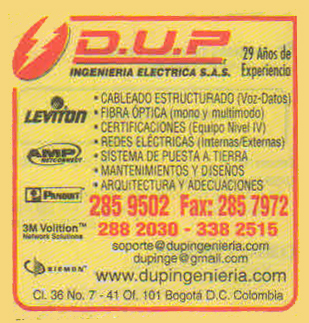 D.U.P
29 Años de
Experiencia
INGENIERIA ELECTRICA S.A.S.
LEVITON
AMP
NETCONNECT
PANDUIT
3M Volition™
Network Solutions
SIEMON
• CABLEADO ESTRUCTURADO (Voz-Datos)
• FIBRA ÓPTICA (mono y multimodo)
• CERTIFICACIONES (Equipo Nivel IV)
• REDES ELÉCTRICAS (Internas/Externas)
• SISTEMA DE PUESTA A TIERRA
• MANTENIMIENTOS Y DISEÑOS
• ARQUITECTURA Y ADECUACIONES
285 9502 Fax: 285 7972
288 2030 - 338 2515
soporte@dupingenieria.com
dupinge@gmail.com
www.dupingenieria.com
Cl. 36 No. 7 - 41 Of. 101 Bogotá D.C. Colombia